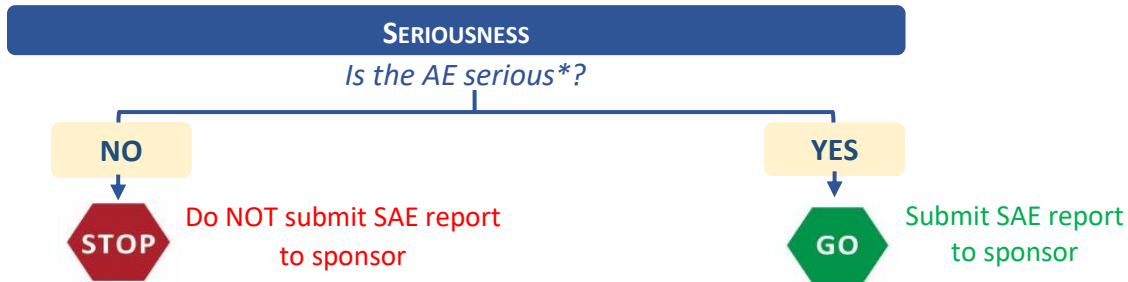 SERIOUSNESS
Is the AE serious*?
NO
YES
STOP
Do NOT submit SAE report
to sponsor
GO
Submit SAE report
to sponsor